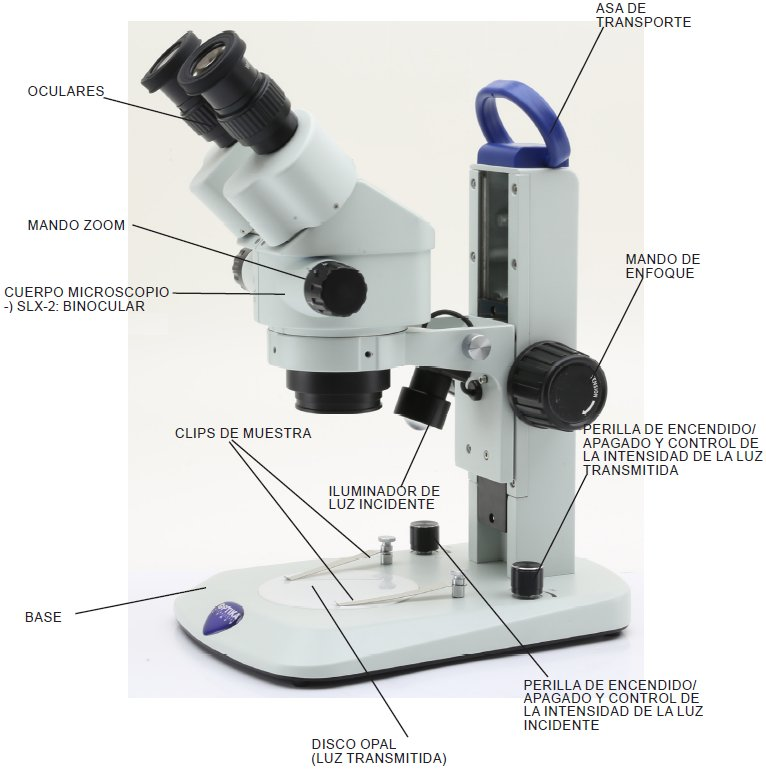 ASA DE
TRANSPORTE
OCULARES
MANDO ZOOM
MANDO DE
ENFOQUE
CUERPO MICROSCOPIO
-) SLX-2: BINOCULAR
TENSION
CLIPS DE MUESTRA
PERILLA DE ENCENDIDO/
APAGADO Y CONTROL DE
LA INTENSIDAD DE LA LUZ
TRANSMITIDA
ILUMINADOR DE
LUZ INCIDENTE
BASE
OPTIKA
PERILLA DE ENCENDIDO/
APAGADO Y CONTROL DE
LA INTENSIDAD DE LA LUZ
INCIDENTE
DISCO OPAL
(LUZ TRANSMITIDA)